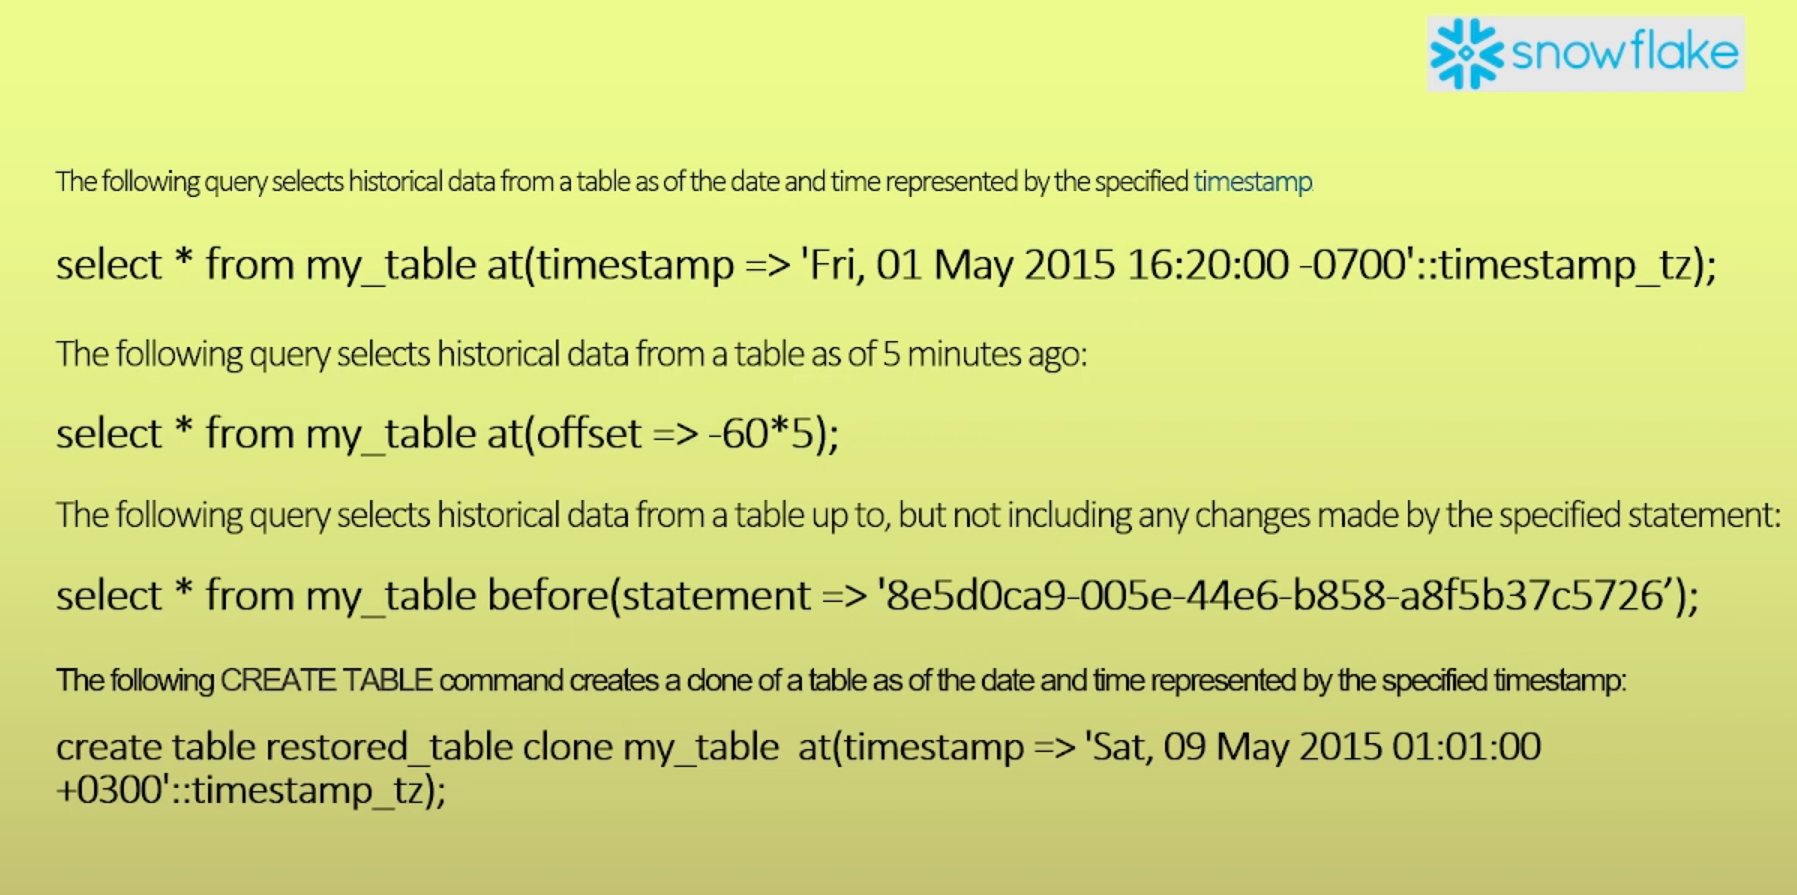 snowflake
The following query selects historical data from a table as of the date and time represented by the specified timestamp.
select * from my_table at(timestamp => 'Fri, 01 May 2015 16:20:00 -0700'::timestamp_tz);
The following query selects historical data from a table as of 5 minutes ago:
select * from my_table at(offset => -60*5);
The following query selects historical data from a table up to, but not including any changes made by the specified statement:
select * from my_table before(statement => '8e5d0ca9-005e-44e6-b858-a8f5b37c5726’);
The following CREATE TABLE command creates a clone of a table as of the date and time represented by the specified timestamp:
create table restored_table clone my_table  at(timestamp => 'Sat, 09 May 2015 01:01:00
+0300'::timestamp_tz);